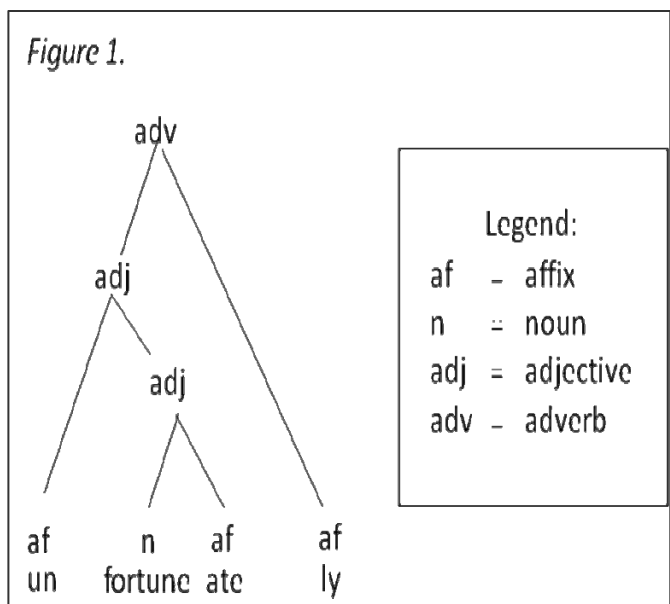 Figure 1.
adv
adj
adj
af n af af
un fortune ate ly
Legend:
af = affix
n = noun
adj = adjective
adv = adverb